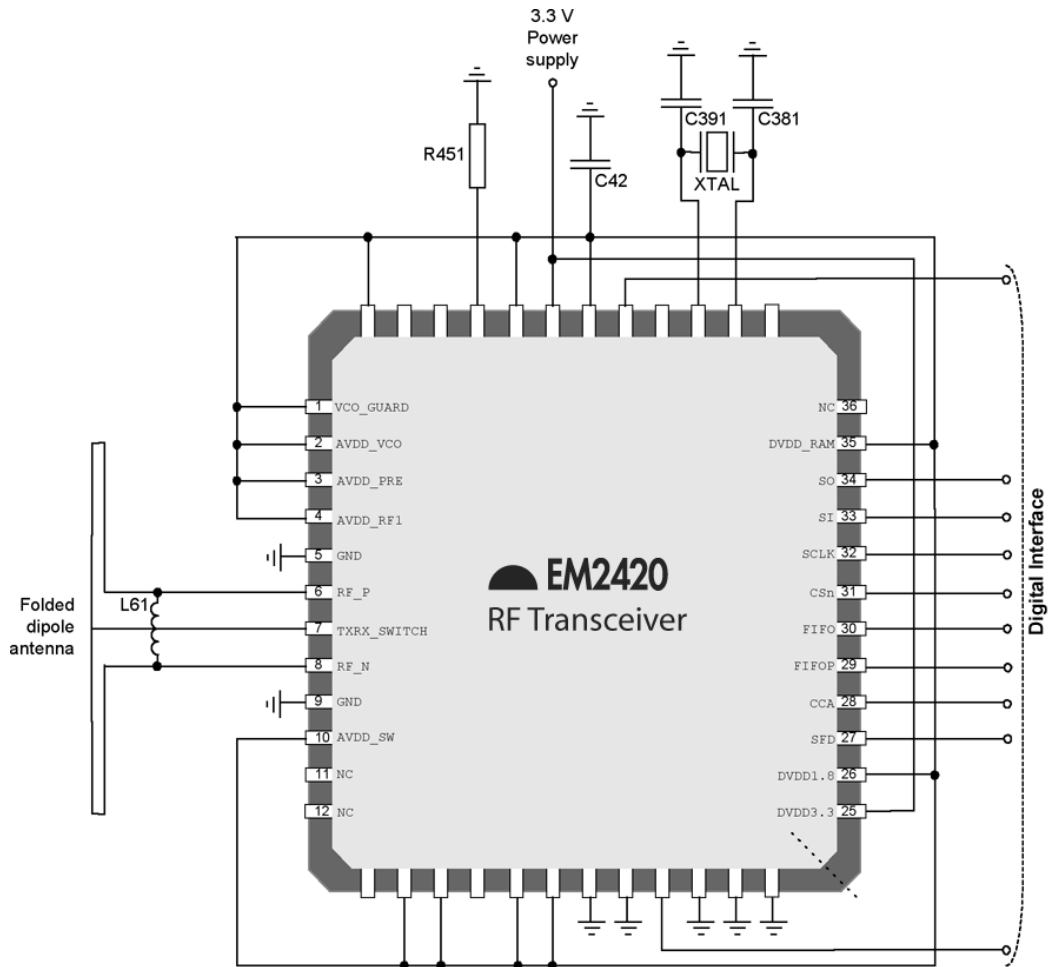 3.3 V
Power
supply
R451
C42
C391
C381
XTAL
1 VCO_GUARD
2 AVDD_VCO
3 AVDD_PRE
4 AVDD_RF1
5 GND
6 RF_P
7 TXRX_SWITCH
8 RF_N
9 GND
10 AVDD_SW
11 NC
12 NC
L61
Folded
dipole
antenna
EM2420
RF Transceiver
NC 36
DVDD_RAM 35
SO 34
SI 33
SCLK 32
CSn 31
FIFO 30
FIFOP 29
CCA 28
SFD 27
DVDD1.8 26
DVDD3.3 25
Digital Interface